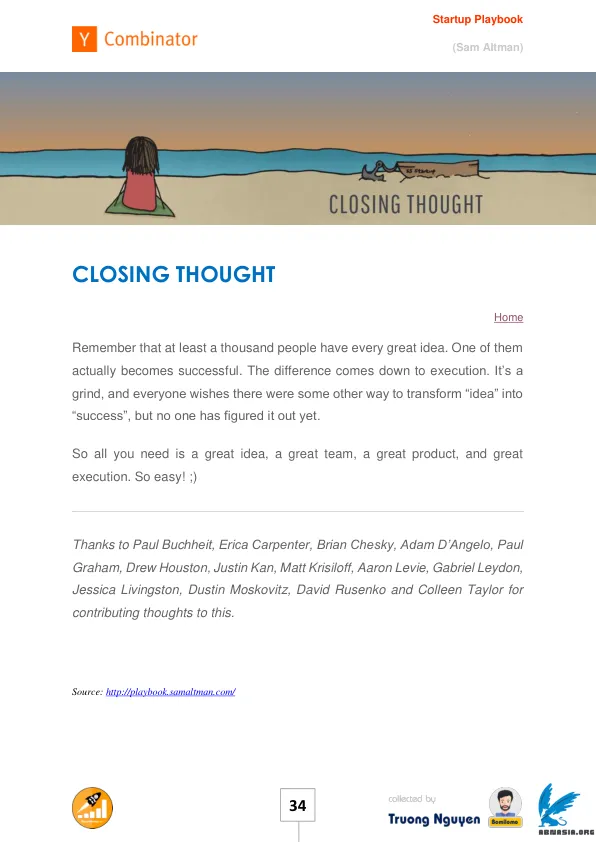 Startup Playbook
Y Combinator
(Sam Altman)
CLOSING THOUGHT
CLOSING THOUGHT
Home
Remember that at least a thousand people have every great idea. One of them
actually becomes successful. The difference comes down to execution. It’s a
grind, and everyone wishes there were some other way to transform “idea” into
“success”, but no one has figured it out yet.
So all you need is a great idea, a great team, a great product, and great
execution. So easy! ;)
Thanks to Paul Buchheit, Erica Carpenter, Brian Chesky, Adam D’Angelo, Paul
Graham, Drew Houston, Justin Kan, Matt Krisiloff, Aaron Levie, Gabriel Leydon,
Jessica Livingston, Dustin Moskovitz, David Rusenko and Colleen Taylor for
contributing thoughts to this.
Source: http://playbook.samaltman.com/
34
collected by
Truong Nguyen
ABNASIA.ORG